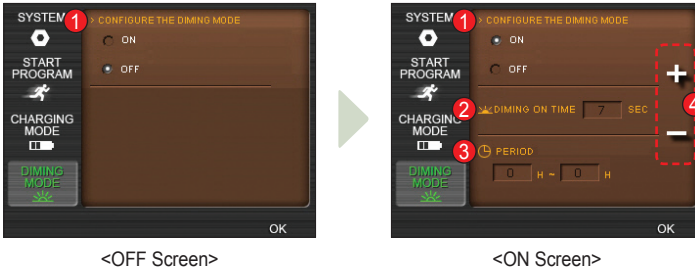 SYSTEM
1
> CONFIGURE THE DIMING MODE
ON
OFF
START
PROGRAM
CHARGING
MODE
DIMING
MODE
OK
<OFF Screen>
SYSTEM
1
> CONFIGURE THE DIMING MODE
ON
OFF
START
PROGRAM
+
4
2
DIMING ON TIME 7 SEC
CHARGING
MODE
−
3
PERIOD
0 H ~ 0 H
DIMING
MODE
OK
<ON Screen>